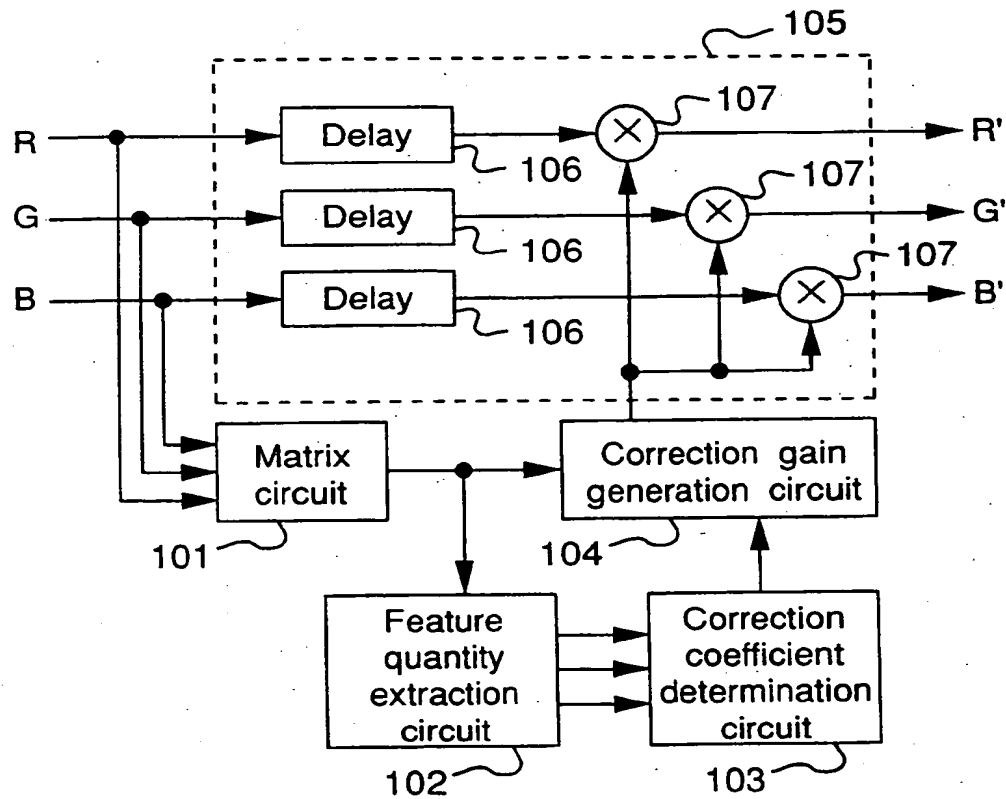 105
R
Delay
106
107
R'
G
Delay
106
107
G'
B
Delay
106
107
B'
Matrix
circuit
101
Correction gain
generation circuit
104
Feature
quantity
extraction
circuit
102
Correction
coefficient
determination
circuit
103